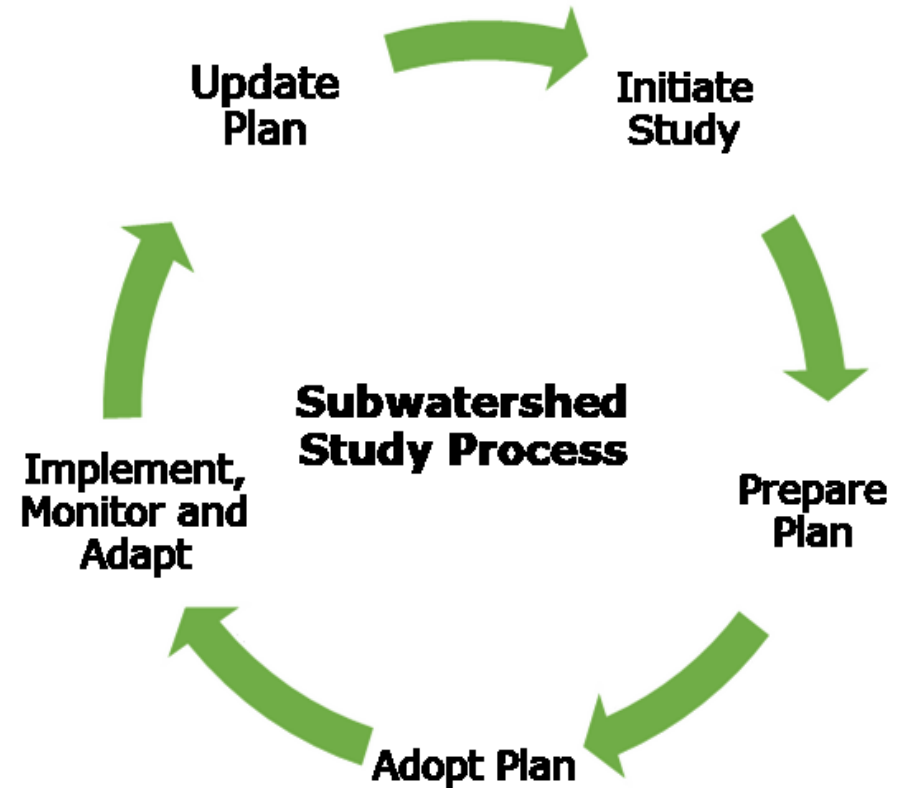 Update
Plan
Initiate
Study
Subwatershed
Study Process
Prepare
Plan
Implement,
Monitor and
Adapt
Adopt Plan